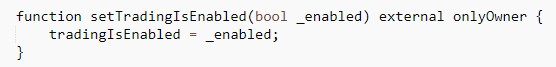 function setTradingIsEnabled(bool _enabled) external onlyOwner {
    tradingIsEnabled = _enabled;
}